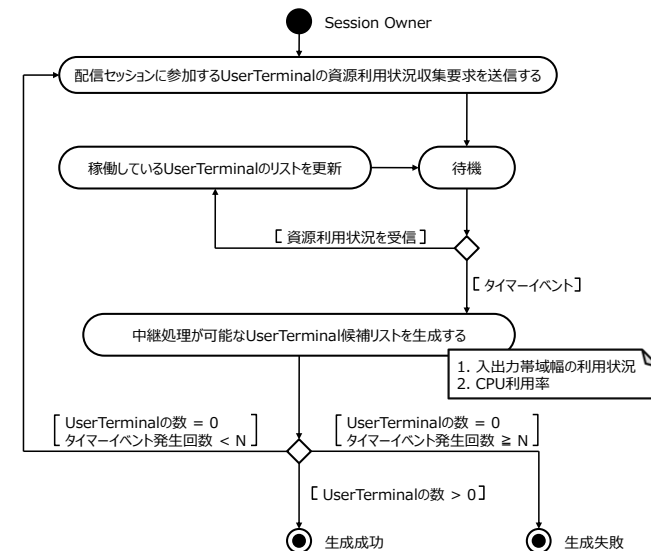 Session Owner
配信セッションに参加するUserTerminalの資源利用状況収集要求を送信する
稼働しているUserTerminalのリストを更新
待機
[ 資源利用状況を受信 ]
[ タイマーイベント]
中継処理が可能なUserTerminal候補リストを生成する
1. 入出力帯域幅の利用状況
2. CPU利用率
UserTerminalの数 = 0
タイマーイベント発生回数 < N
UserTerminalの数 = 0
タイマーイベント発生回数 ≧ N
[ UserTerminalの数 > 0]
生成成功
生成失敗